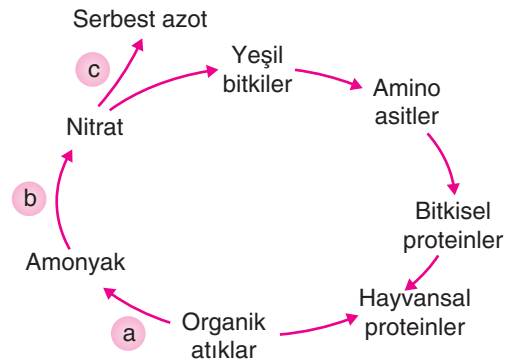 Serbest azot
c
Yeşil
bitkiler
Amino
asitler
Nitrat
b
Bitkisel
proteinler
Amonyak
Hayvansal
proteinler
a
Organik
atıklar